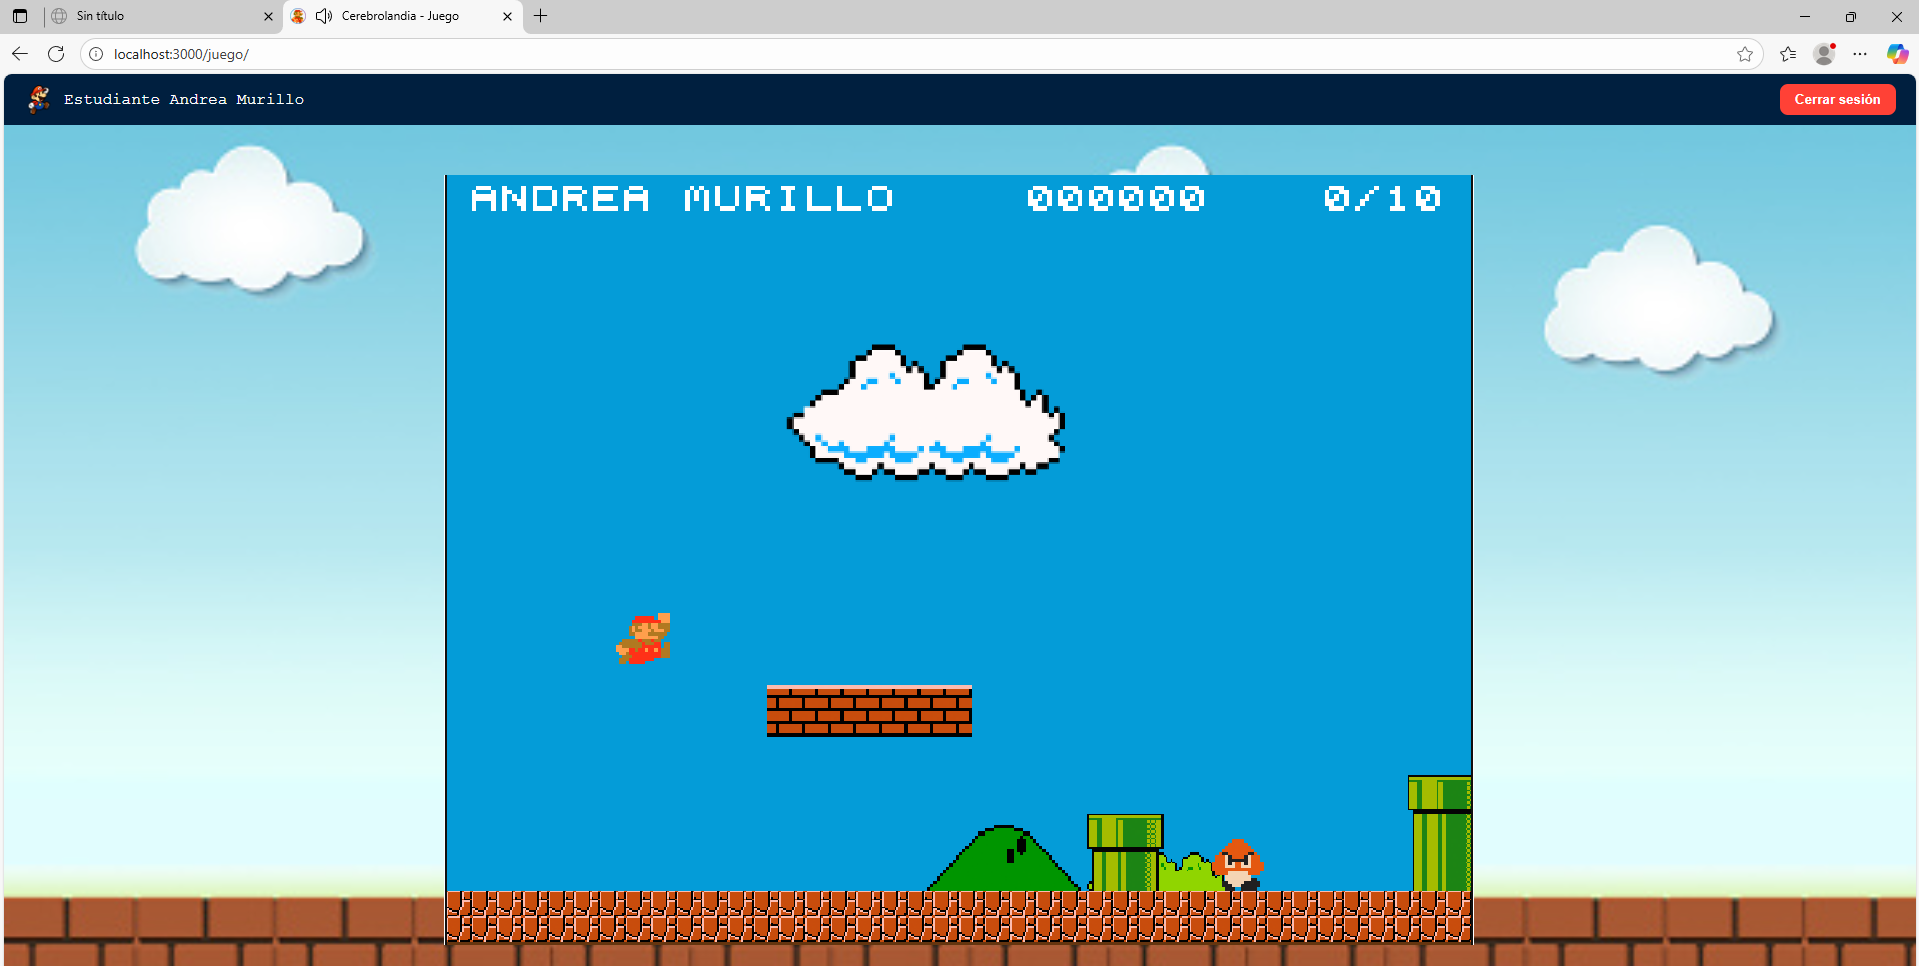 Sin título
Cerebrolandia - Juego
localhost:3000/juego/
Estudiante Andrea Murillo
Cerrar sesión
ANDREA MURILLO 000000 0/10